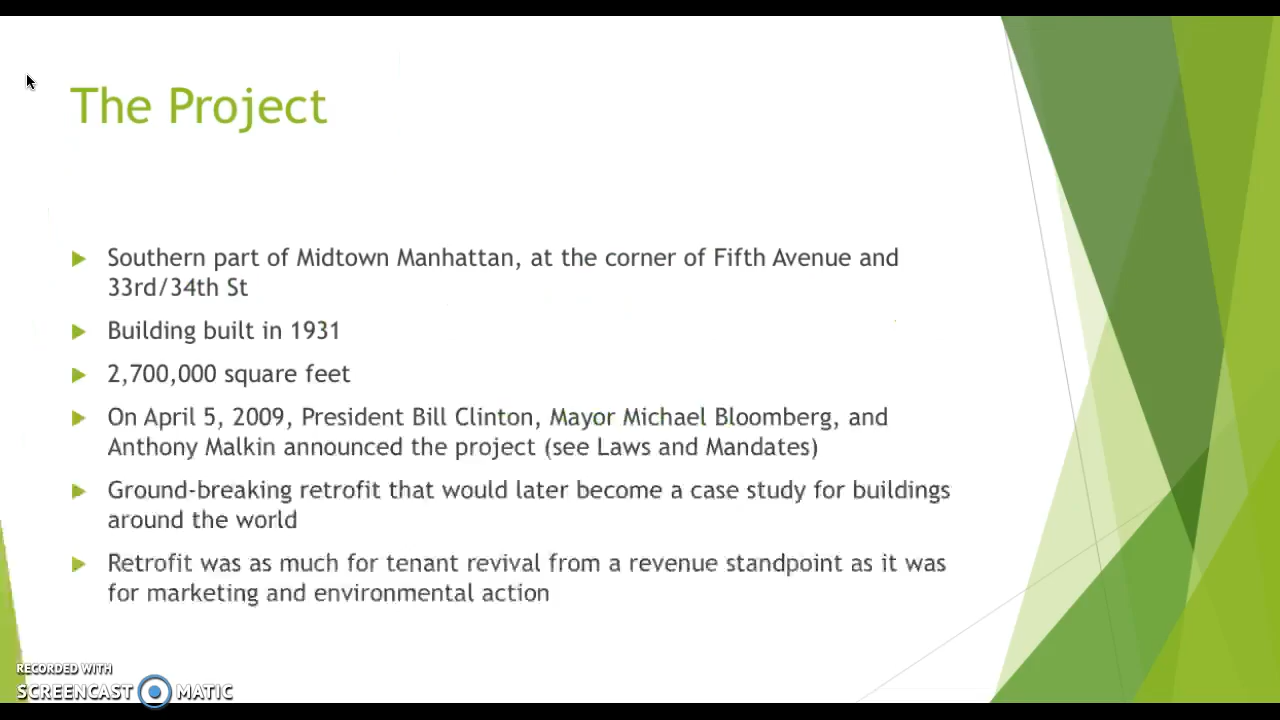 The Project
Southern part of Midtown Manhattan, at the corner of Fifth Avenue and
33rd/34th St
Building built in 1931
2,700,000 square feet
On April 5, 2009, President Bill Clinton, Mayor Michael Bloomberg, and
Anthony Malkin announced the project (see Laws and Mandates)
Ground-breaking retrofit that would later become a case study for buildings
around the world
Retrofit was as much for tenant revival from a revenue standpoint as it was
for marketing and environmental action
RECORDED WITH
SCREENCAST MATIC